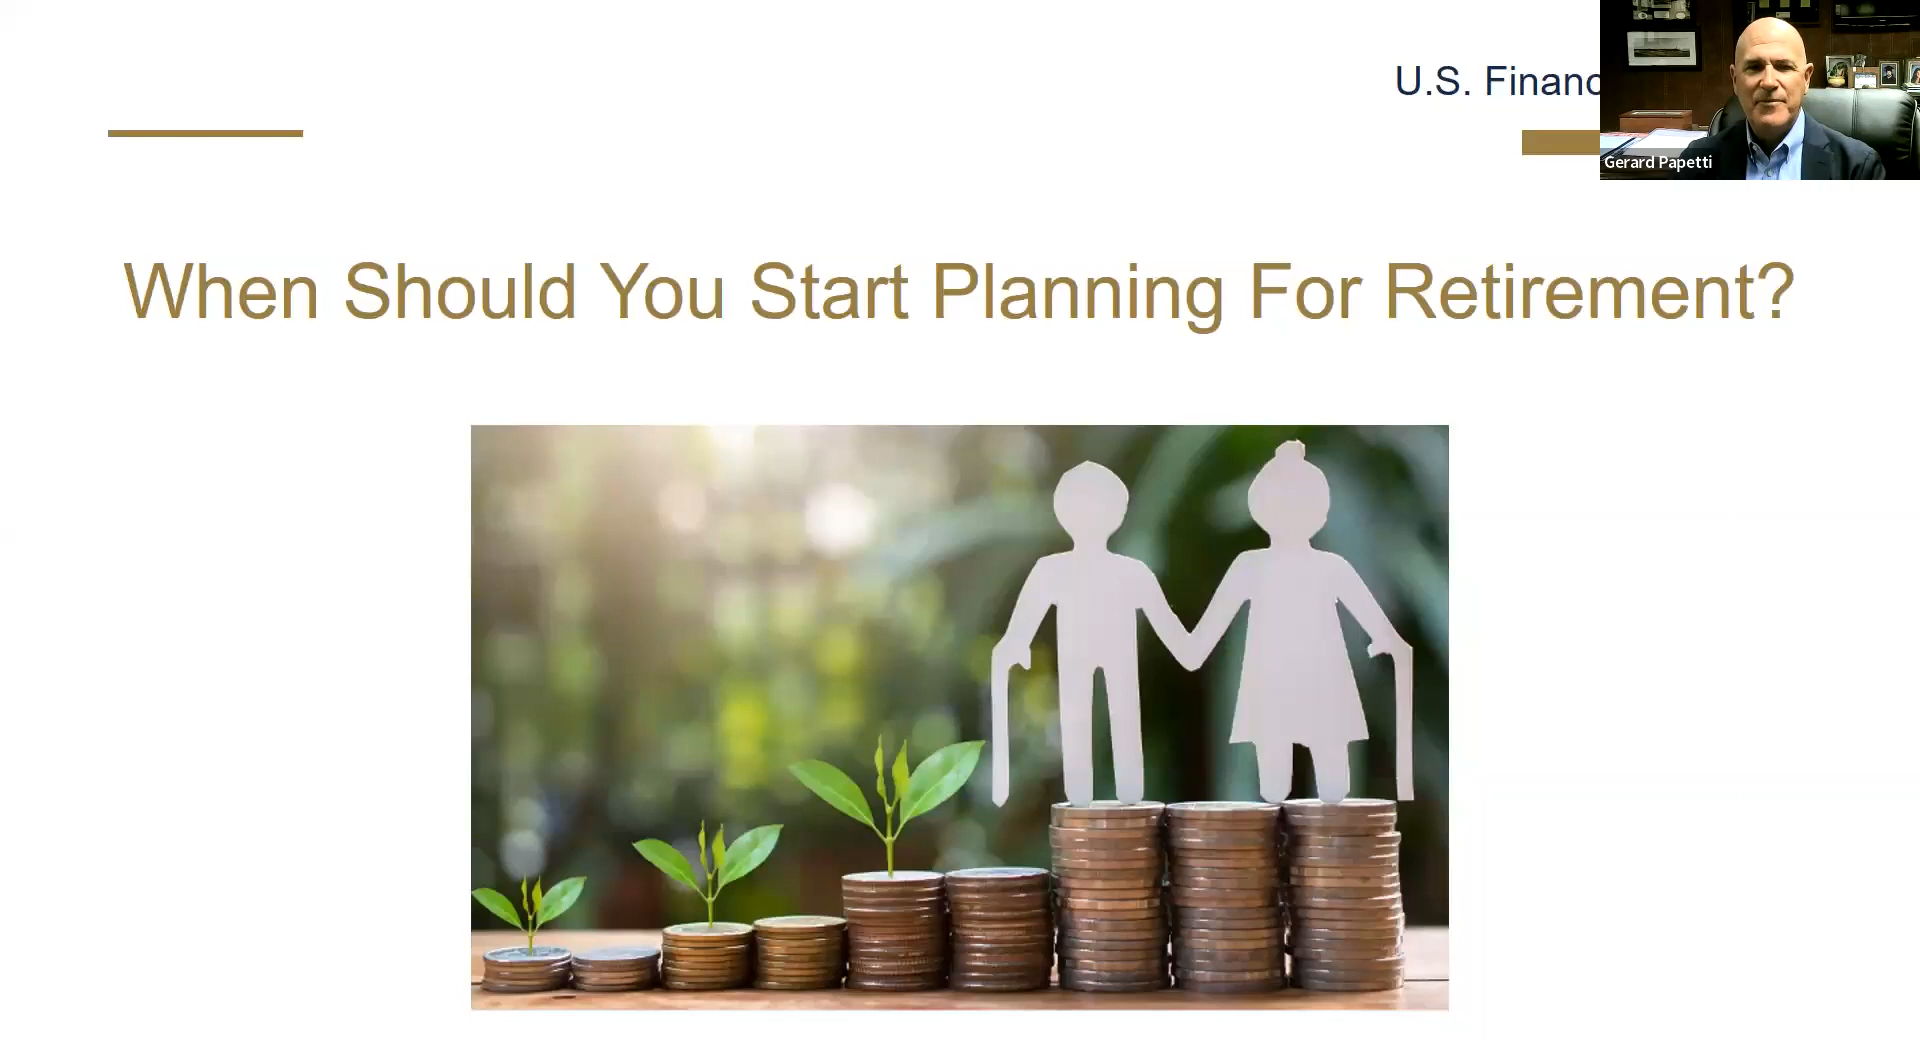 U.S. Financ
Gerard Papetti
When Should You Start Planning For Retirement?